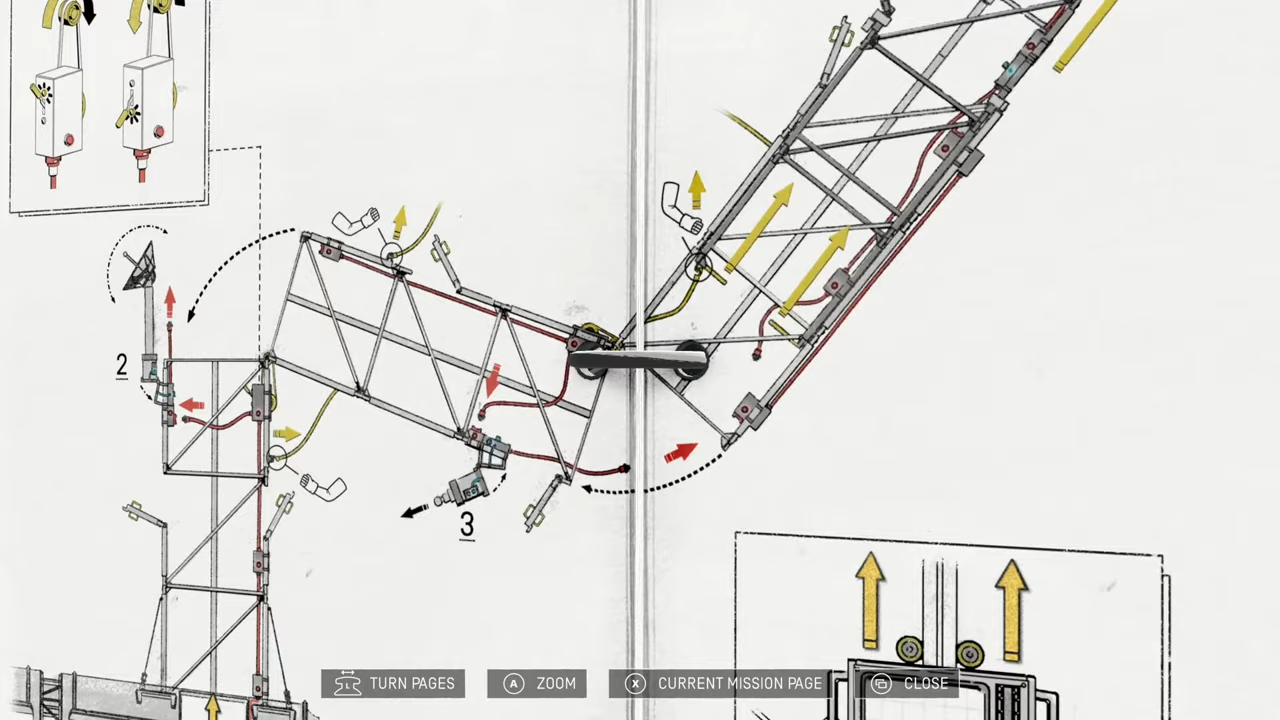 2
3
L TURN PAGES
A ZOOM
X CURRENT MISSION PAGE
CLOSE